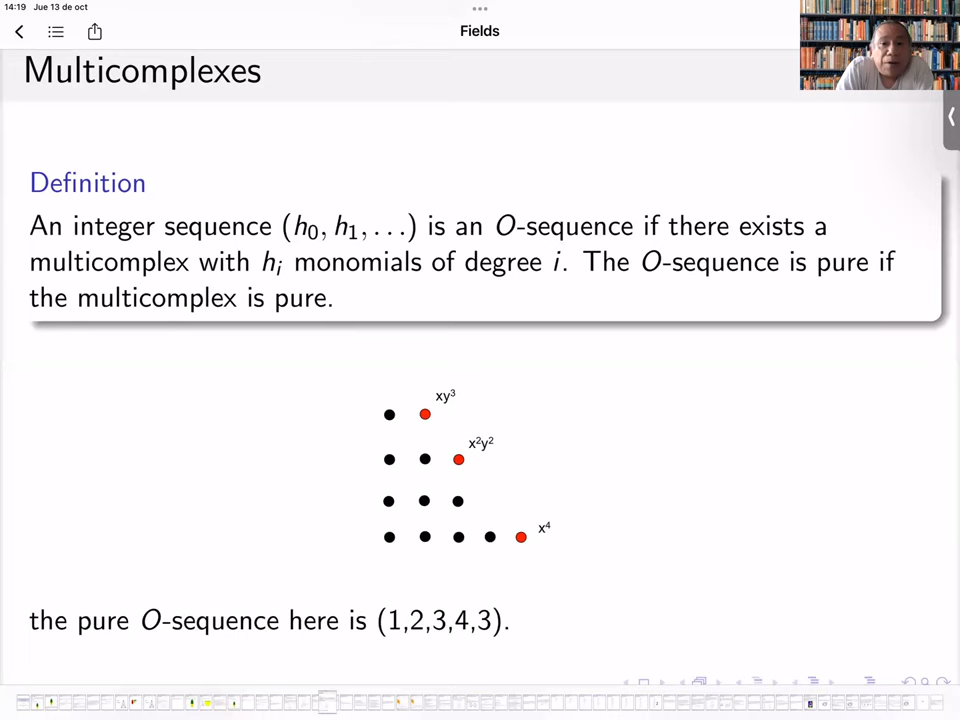 14:19 Jue 13 de oct
Fields
Multicomplexes
Definition
An integer sequence (h₀, h₁, . . .) is an O-sequence if there exists a
multicomplex with hᵢ monomials of degree i. The O-sequence is pure if
the multicomplex is pure.
xy³
x²y²
x⁴
the pure O-sequence here is (1,2,3,4,3).